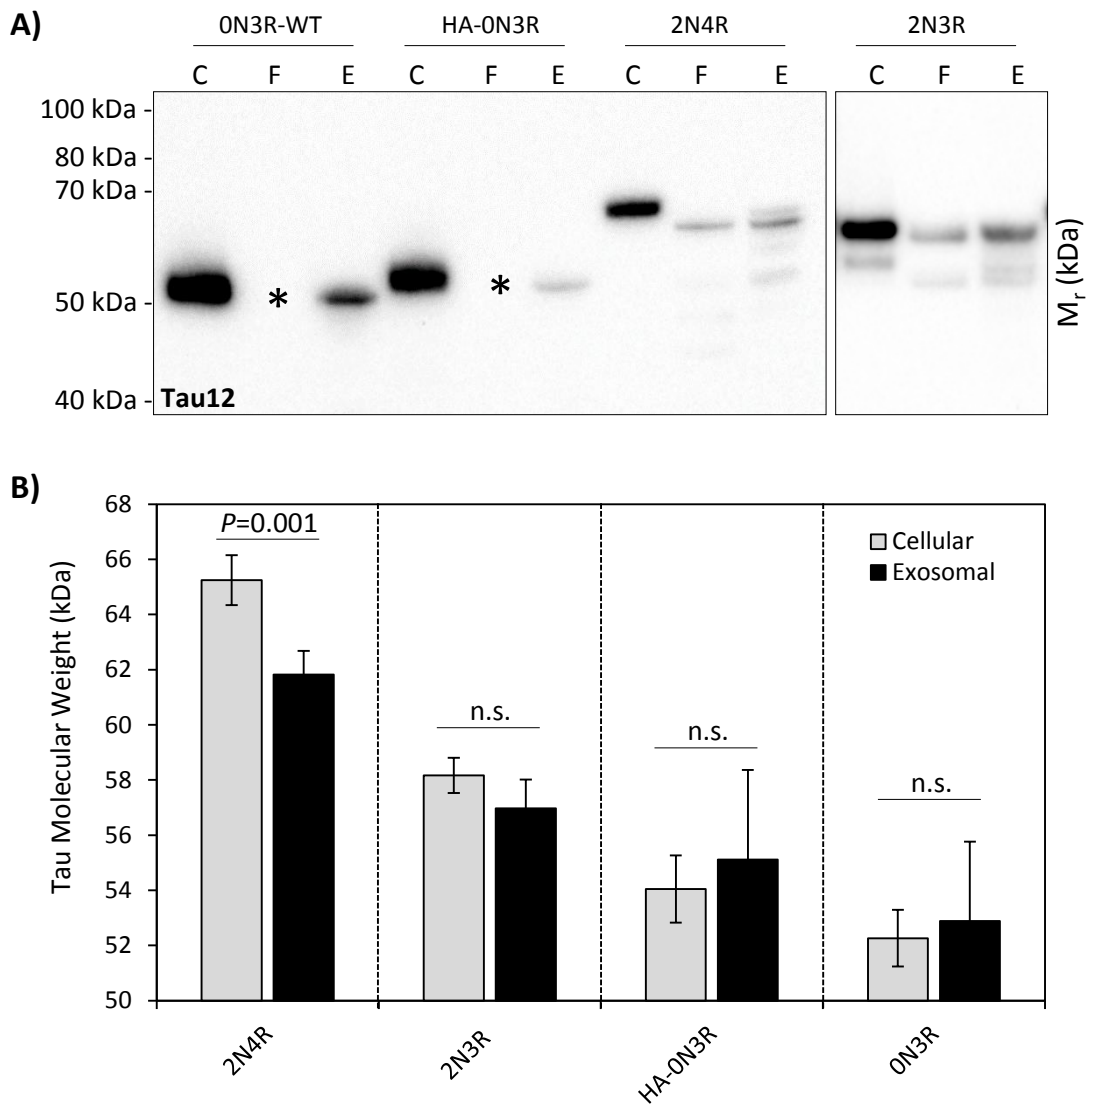 A)
0N3R-WT HA-0N3R 2N4R 2N3R
C F E C F E C F E C F E
100 kDa -
80 kDa -
70 kDa -
50 kDa -
40 kDa -
* *
Tau12
Mr (kDa)
B)
Tau Molecular Weight (kDa)
68
66
64
62
60
58
56
54
52
50
P=0.001
n.s.
n.s.
n.s.
Cellular
Exosomal
2N4R
2N3R
HA-0N3R
0N3R